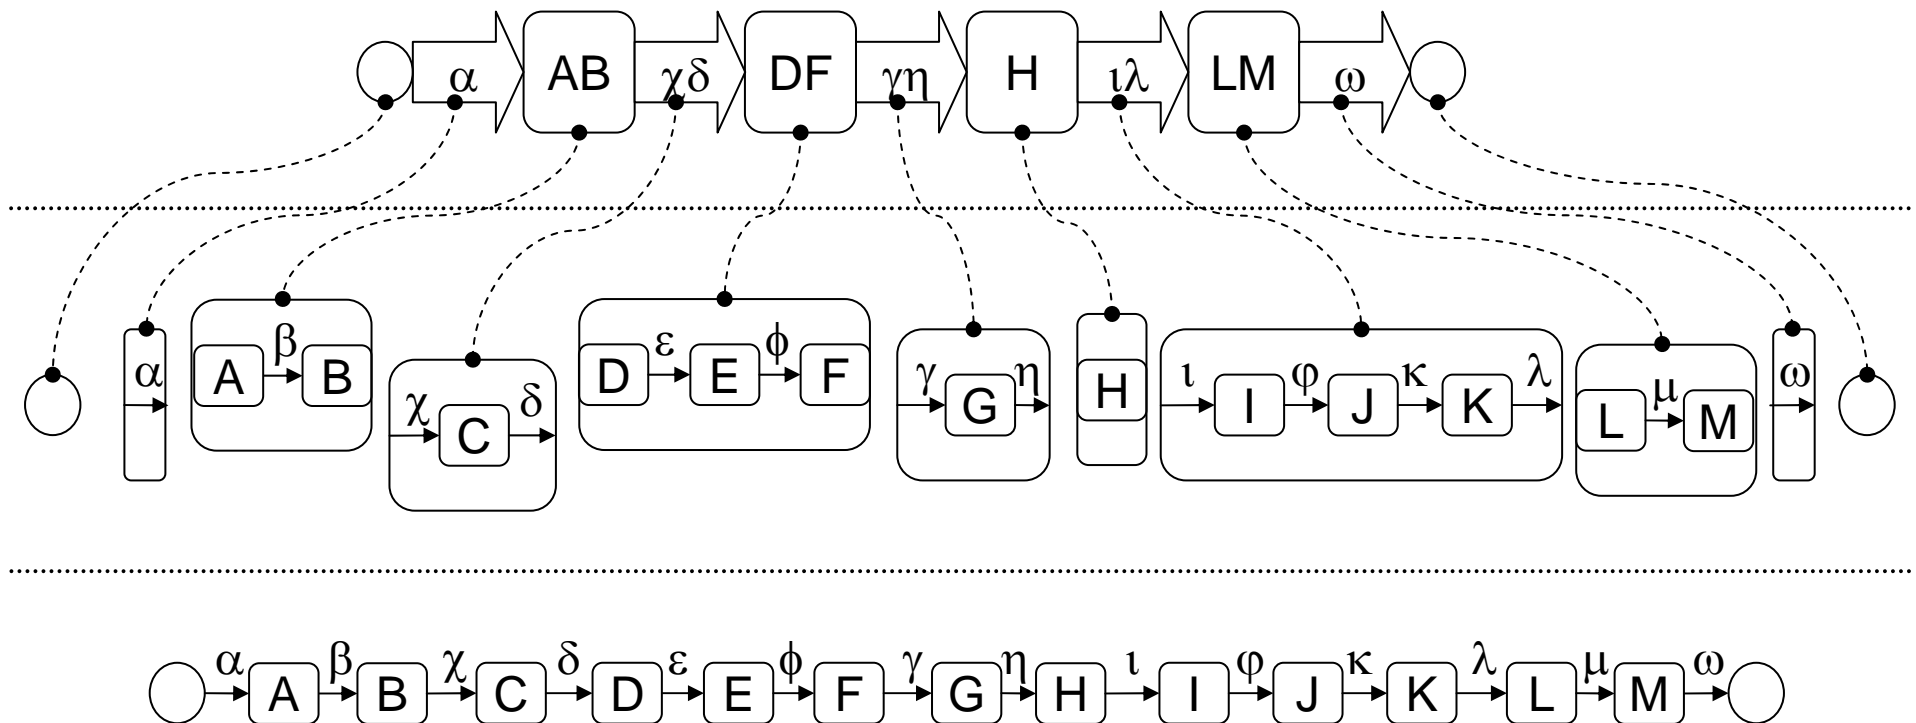 α AB χδ DF γη H ιλ LM ω
α A β B χ C δ D ε E ϕ F γ G η H ι I φ J κ K λ L μ M ω
α A β B χ C δ D ε E ϕ F γ G η H ι I φ J κ K λ L μ M ω